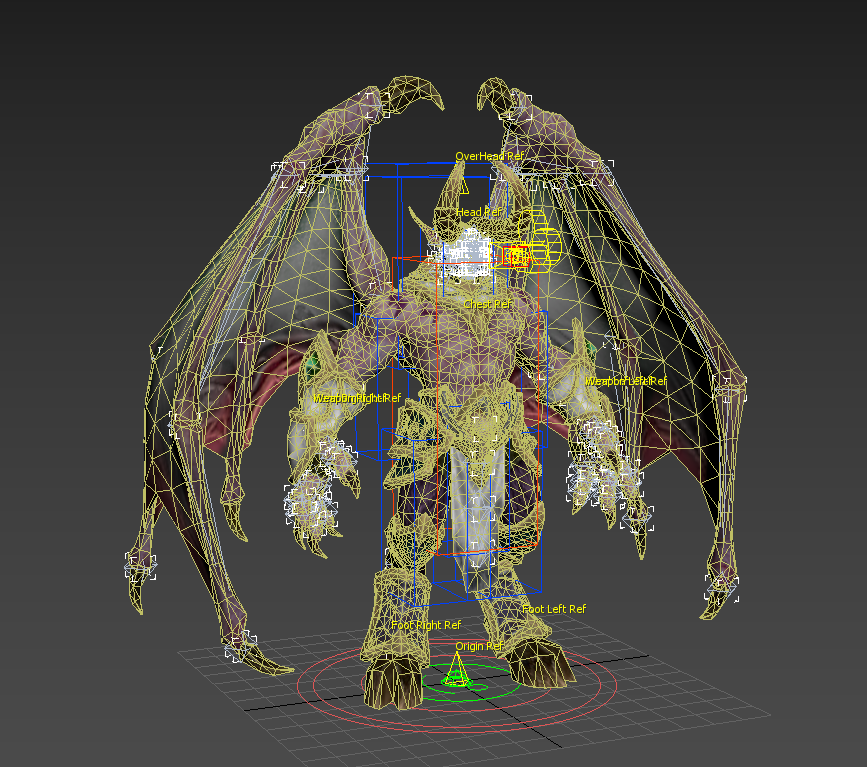 OverHead Ref
Head Ref
Chest Ref
Weapon Left Ref
Weapon Right Ref
Foot Left Ref
Foot Right Ref
Origin Ref